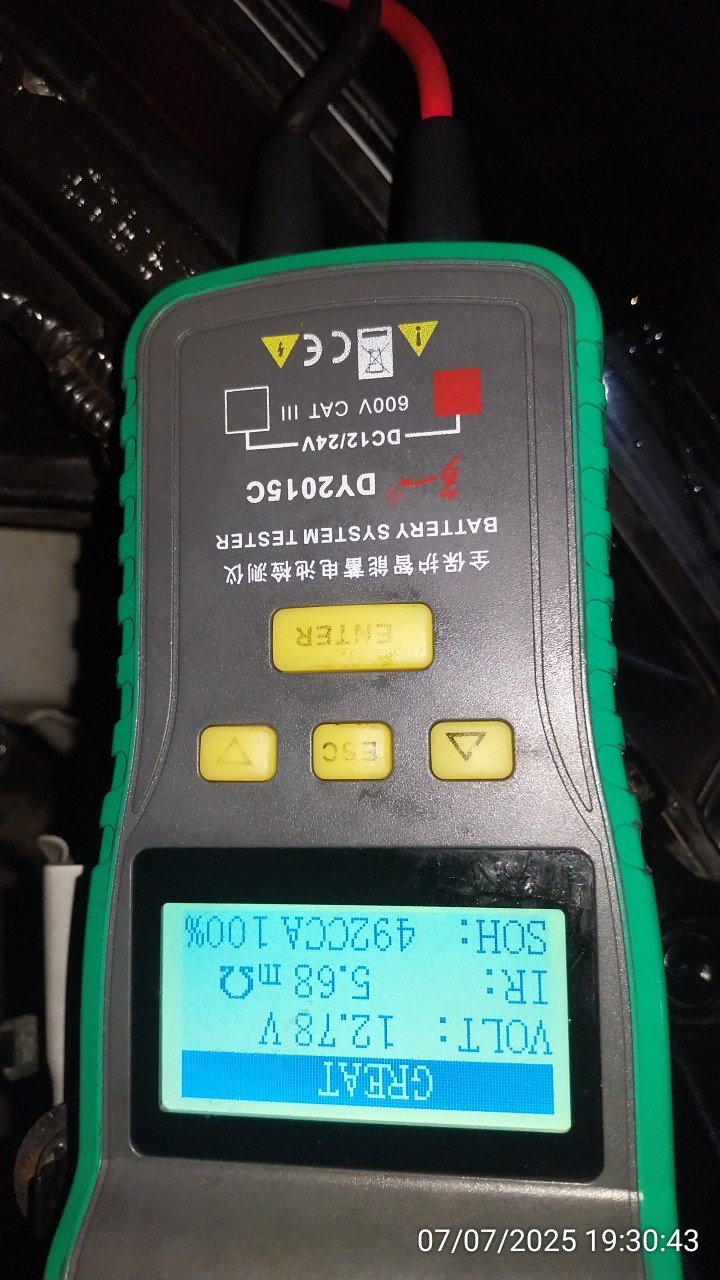 GREAT
VOLT: 12.78 V
IR: 5.68 mΩ
SOH: 492CCA 100%
ESC
ENTER
全保护智能蓄电池检测仪
BATTERY SYSTEM TESTER
DY2015C
DC12/24V
600V CAT III
CE
07/07/2025 19:30:43